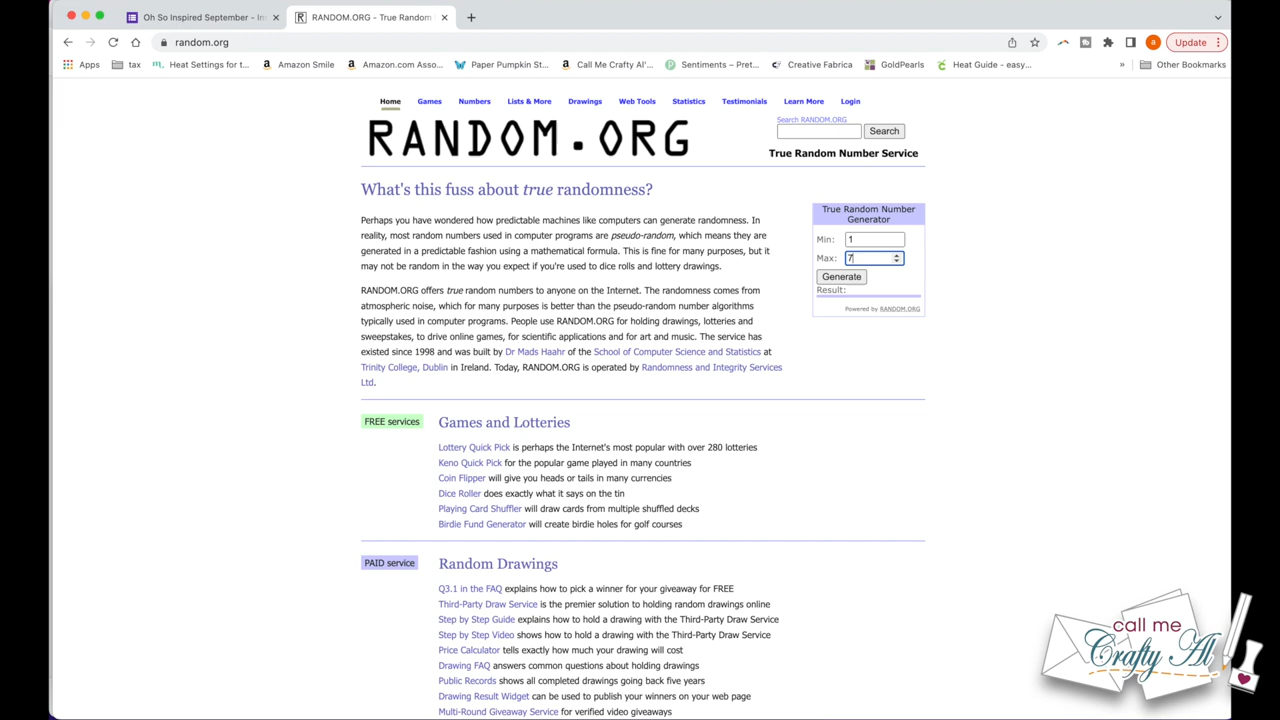 Oh So Inspired September - In
RANDOM.ORG - True Random
random.org
Update
Apps
tax
Heat Settings for t...
Amazon Smile
Amazon.com Asso...
Paper Pumpkin St...
Call Me Crafty Al'...
Sentiments – Pret...
Creative Fabrica
GoldPearls
Heat Guide - easy...
»
Other Bookmarks
Home Games Numbers Lists & More Drawings Web Tools Statistics Testimonials Learn More Login
Search RANDOM.ORG
RANDOM.ORG
Search
True Random Number Service
What's this fuss about true randomness?
Perhaps you have wondered how predictable machines like computers can generate randomness. In
reality, most random numbers used in computer programs are pseudo-random, which means they are
generated in a predictable fashion using a mathematical formula. This is fine for many purposes, but it
may not be random in the way you expect if you're used to dice rolls and lottery drawings.
RANDOM.ORG offers true random numbers to anyone on the Internet. The randomness comes from
atmospheric noise, which for many purposes is better than the pseudo-random number algorithms
typically used in computer programs. People use RANDOM.ORG for holding drawings, lotteries and
sweepstakes, to drive online games, for scientific applications and for art and music. The service has
existed since 1998 and was built by Dr Mads Haahr of the School of Computer Science and Statistics at
Trinity College, Dublin in Ireland. Today, RANDOM.ORG is operated by Randomness and Integrity Services
Ltd.
True Random Number
Generator
Min: 1
Max: 7
Generate
Result:
Powered by RANDOM.ORG
FREE services
Games and Lotteries
Lottery Quick Pick is perhaps the Internet's most popular with over 280 lotteries
Keno Quick Pick for the popular game played in many countries
Coin Flipper will give you heads or tails in many currencies
Dice Roller does exactly what it says on the tin
Playing Card Shuffler will draw cards from multiple shuffled decks
Birdie Fund Generator will create birdie holes for golf courses
PAID service
Random Drawings
Q3.1 in the FAQ explains how to pick a winner for your giveaway for FREE
Third-Party Draw Service is the premier solution to holding random drawings online
Step by Step Guide explains how to hold a drawing with the Third-Party Draw Service
Step by Step Video shows how to hold a drawing with the Third-Party Draw Service
Price Calculator tells exactly how much your drawing will cost
Drawing FAQ answers common questions about holding drawings
Public Records shows all completed drawings going back five years
Drawing Result Widget can be used to publish your winners on your web page
Multi-Round Giveaway Service for verified video giveaways
call me
Crafty Al